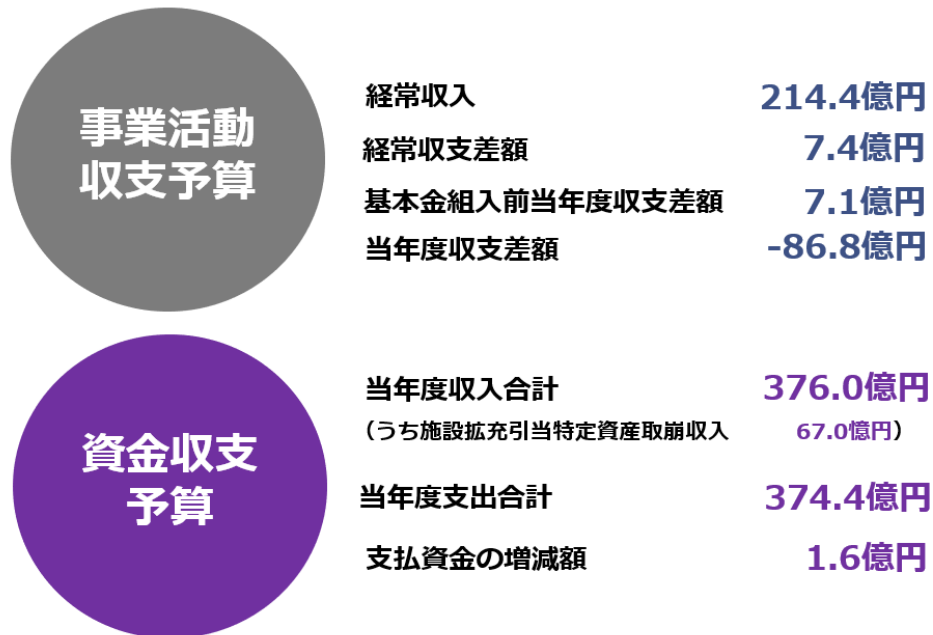 事業活動
収支予算
経常収入 214.4億円
経常収支差額 7.4億円
基本金組入前当年度収支差額 7.1億円
当年度収支差額 -86.8億円
資金収支
予算
当年度収入合計 376.0億円
（うち施設拡充引当特定資産取崩収入 67.0億円）
当年度支出合計 374.4億円
支払資金の増減額 1.6億円